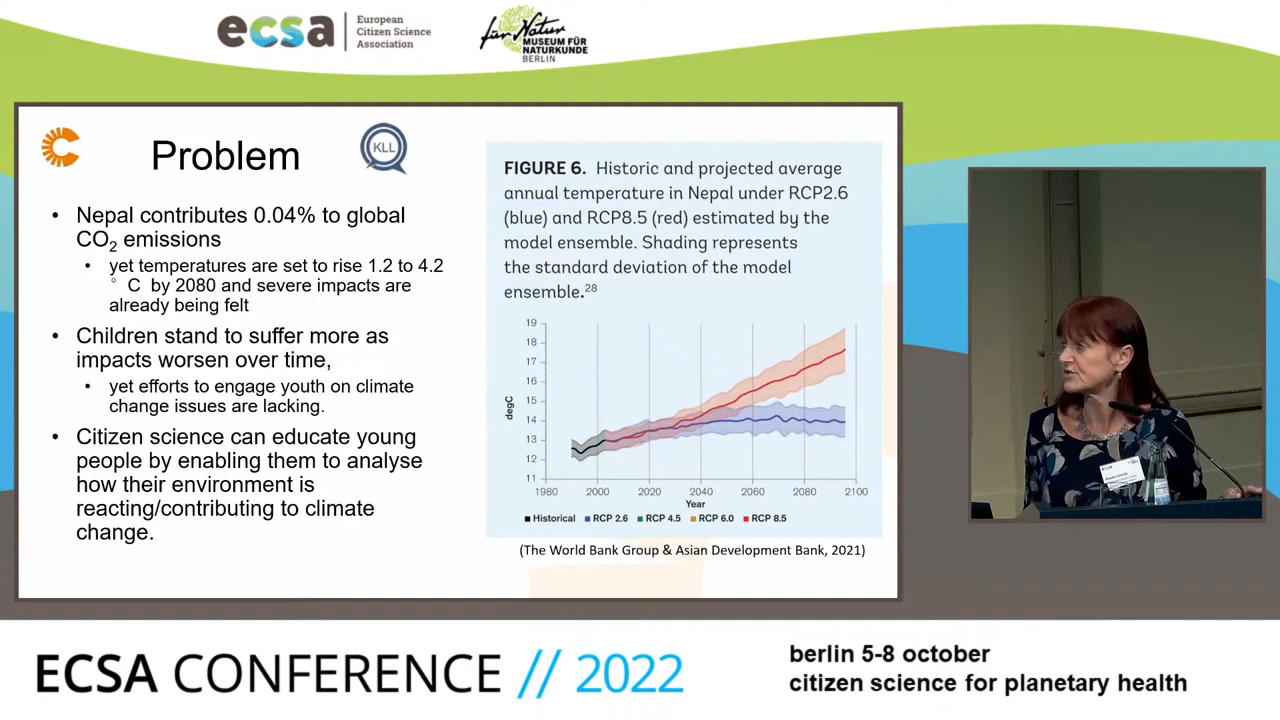 ecsa
European
Citizen Science
Association
für Natur
MUSEUM FÜR
NATURKUNDE
BERLIN
Problem
KLL
• Nepal contributes 0.04% to global
CO2 emissions
• yet temperatures are set to rise 1.2 to 4.2
° C by 2080 and severe impacts are
already being felt
• Children stand to suffer more as
impacts worsen over time,
• yet efforts to engage youth on climate
change issues are lacking.
• Citizen science can educate young
people by enabling them to analyse
how their environment is
reacting/contributing to climate
change.
FIGURE 6. Historic and projected average
annual temperature in Nepal under RCP2.6
(blue) and RCP8.5 (red) estimated by the
model ensemble. Shading represents
the standard deviation of the model
ensemble.28
19
18
17
16
15
14
13
12
11
degC
1980 2000 2020 2040 2060 2080 2100
Year
Historical RCP 2.6 RCP 4.5 RCP 6.0 RCP 8.5
(The World Bank Group & Asian Development Bank, 2021)
ECSA CONFERENCE // 2022
berlin 5-8 october
citizen science for planetary health